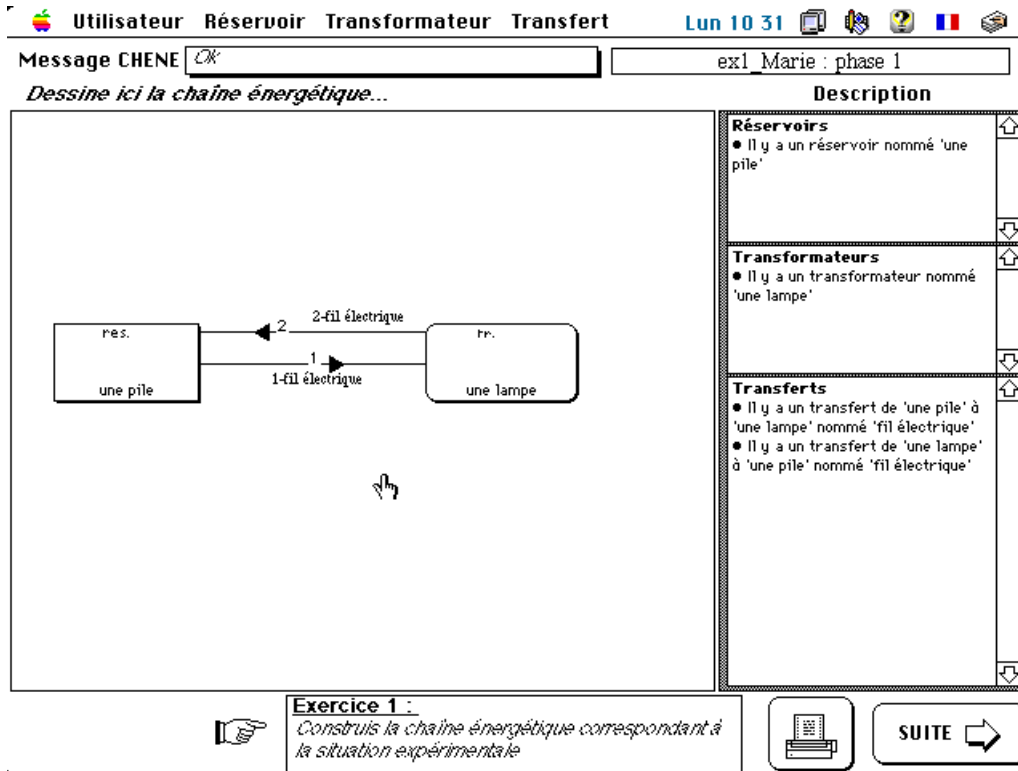 Utilisateur Réservoir Transformateur Transfert Lun 10 31
Message CHENE Ok
ex1_Marie : phase 1
Dessine ici la chaîne énergétique...
Description
Réservoirs
● Il y a un réservoir nommé 'une
pile'
Transformateurs
● Il y a un transformateur nommé
'une lampe'
Transferts
● Il y a un transfert de 'une pile' à
'une lampe' nommé 'fil électrique'
● Il y a un transfert de 'une lampe'
à 'une pile' nommé 'fil électrique'
2-fil électrique
2
res.
tr.
1
1-fil électrique
une pile
une lampe
Exercice 1 :
Construis la chaîne énergétique correspondant à
la situation expérimentale
SUITE